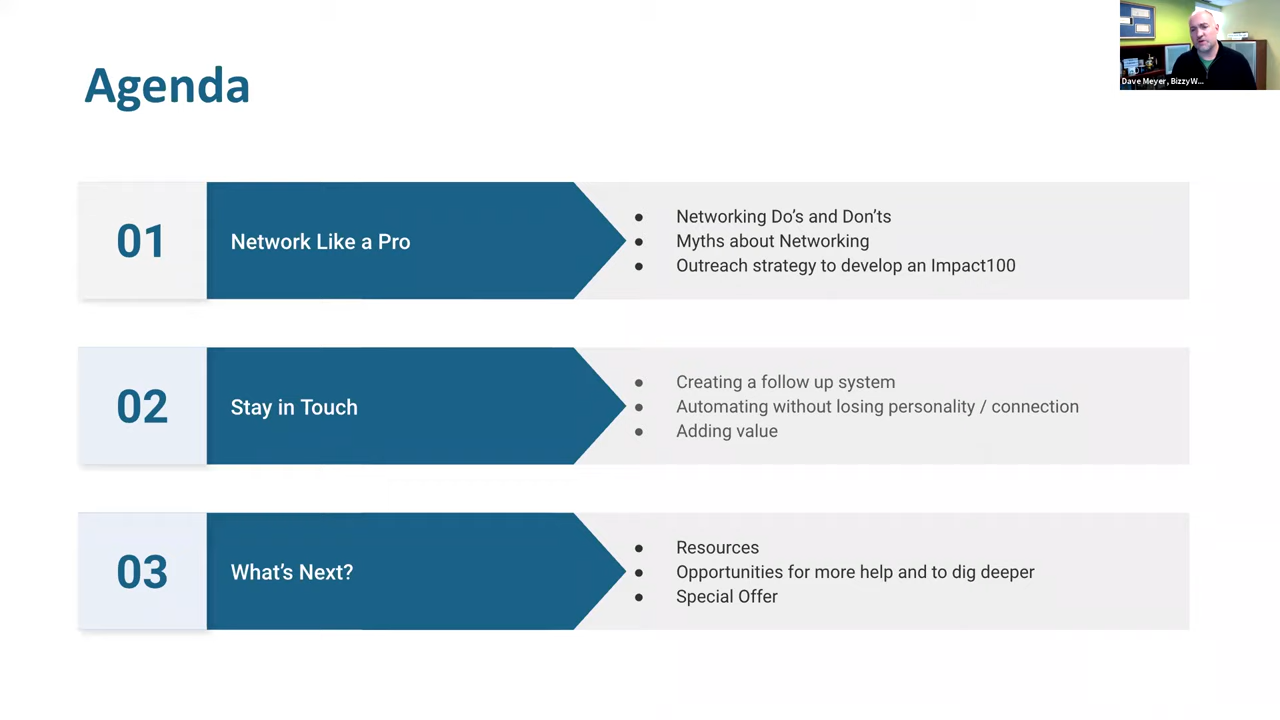 Agenda
Dave Meyer, BizzyW...
01
Network Like a Pro
● Networking Do’s and Don’ts
● Myths about Networking
● Outreach strategy to develop an Impact100
02
Stay in Touch
● Creating a follow up system
● Automating without losing personality / connection
● Adding value
03
What’s Next?
● Resources
● Opportunities for more help and to dig deeper
● Special Offer